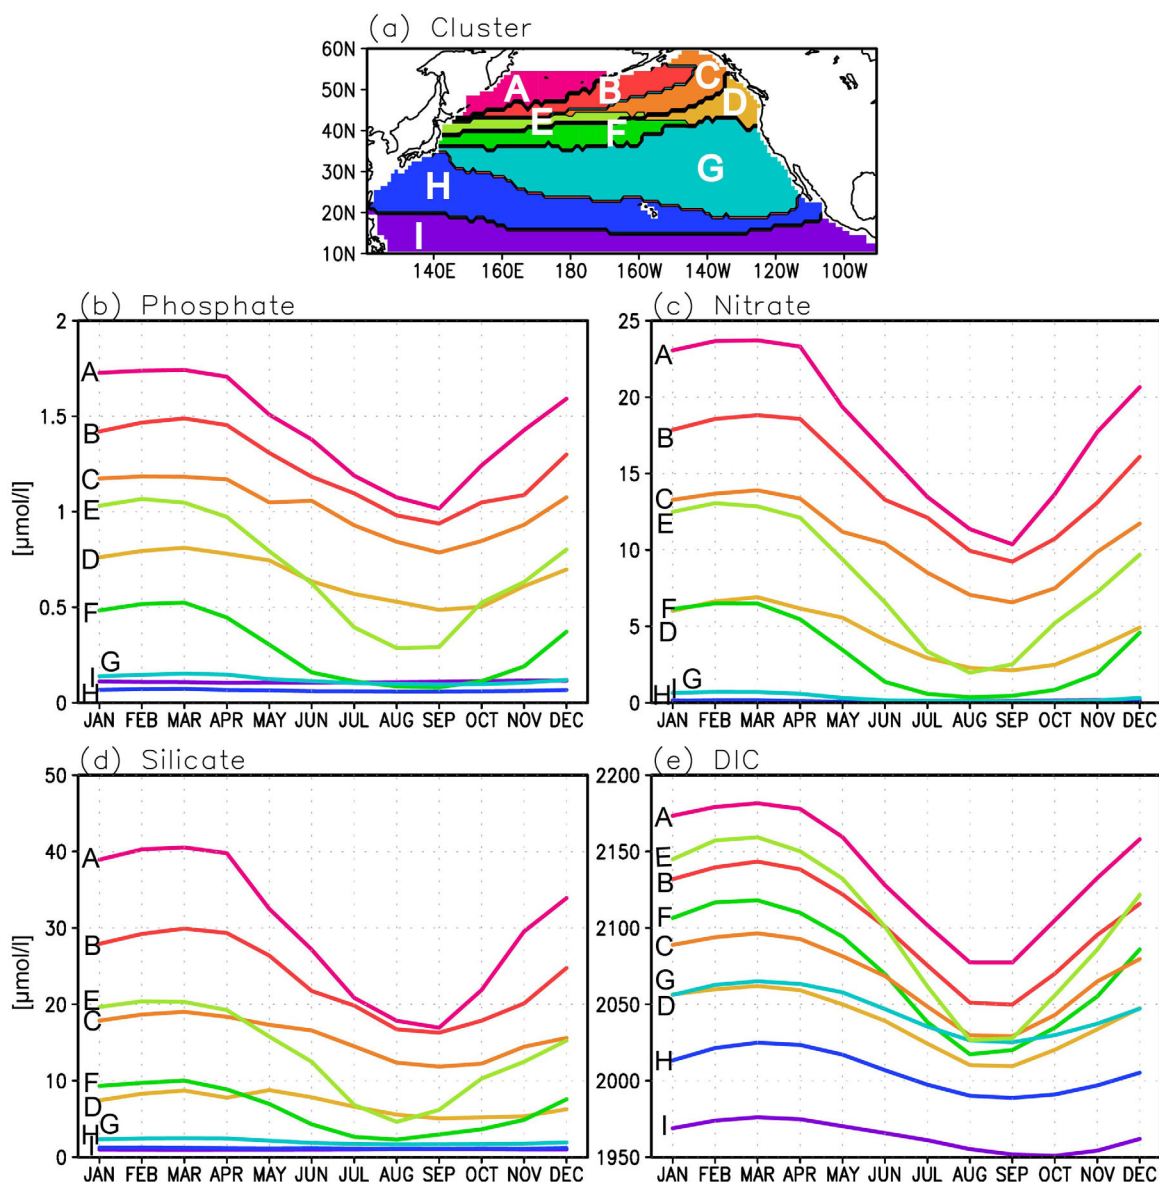 (a) Cluster
60N
50N
40N
30N
20N
10N
A
B
C
D
E
F
G
H
I
140E 160E 180 160W 140W 120W 100W
(b) Phosphate
2
1.5
1
0.5
0
[µmol/l]
A
B
C
E
D
F
I G
H
JAN FEB MAR APR MAY JUN JUL AUG SEP OCT NOV DEC
(c) Nitrate
25
20
15
10
5
0
A
B
C
E
F
D
H I G
JAN FEB MAR APR MAY JUN JUL AUG SEP OCT NOV DEC
(d) Silicate
50
40
30
20
10
0
[µmol/l]
A
B
E
C
F
D
G
H
I
JAN FEB MAR APR MAY JUN JUL AUG SEP OCT NOV DEC
(e) DIC
2200
2150
2100
2050
2000
1950
A
E
B
F
C
G
D
H
I
JAN FEB MAR APR MAY JUN JUL AUG SEP OCT NOV DEC